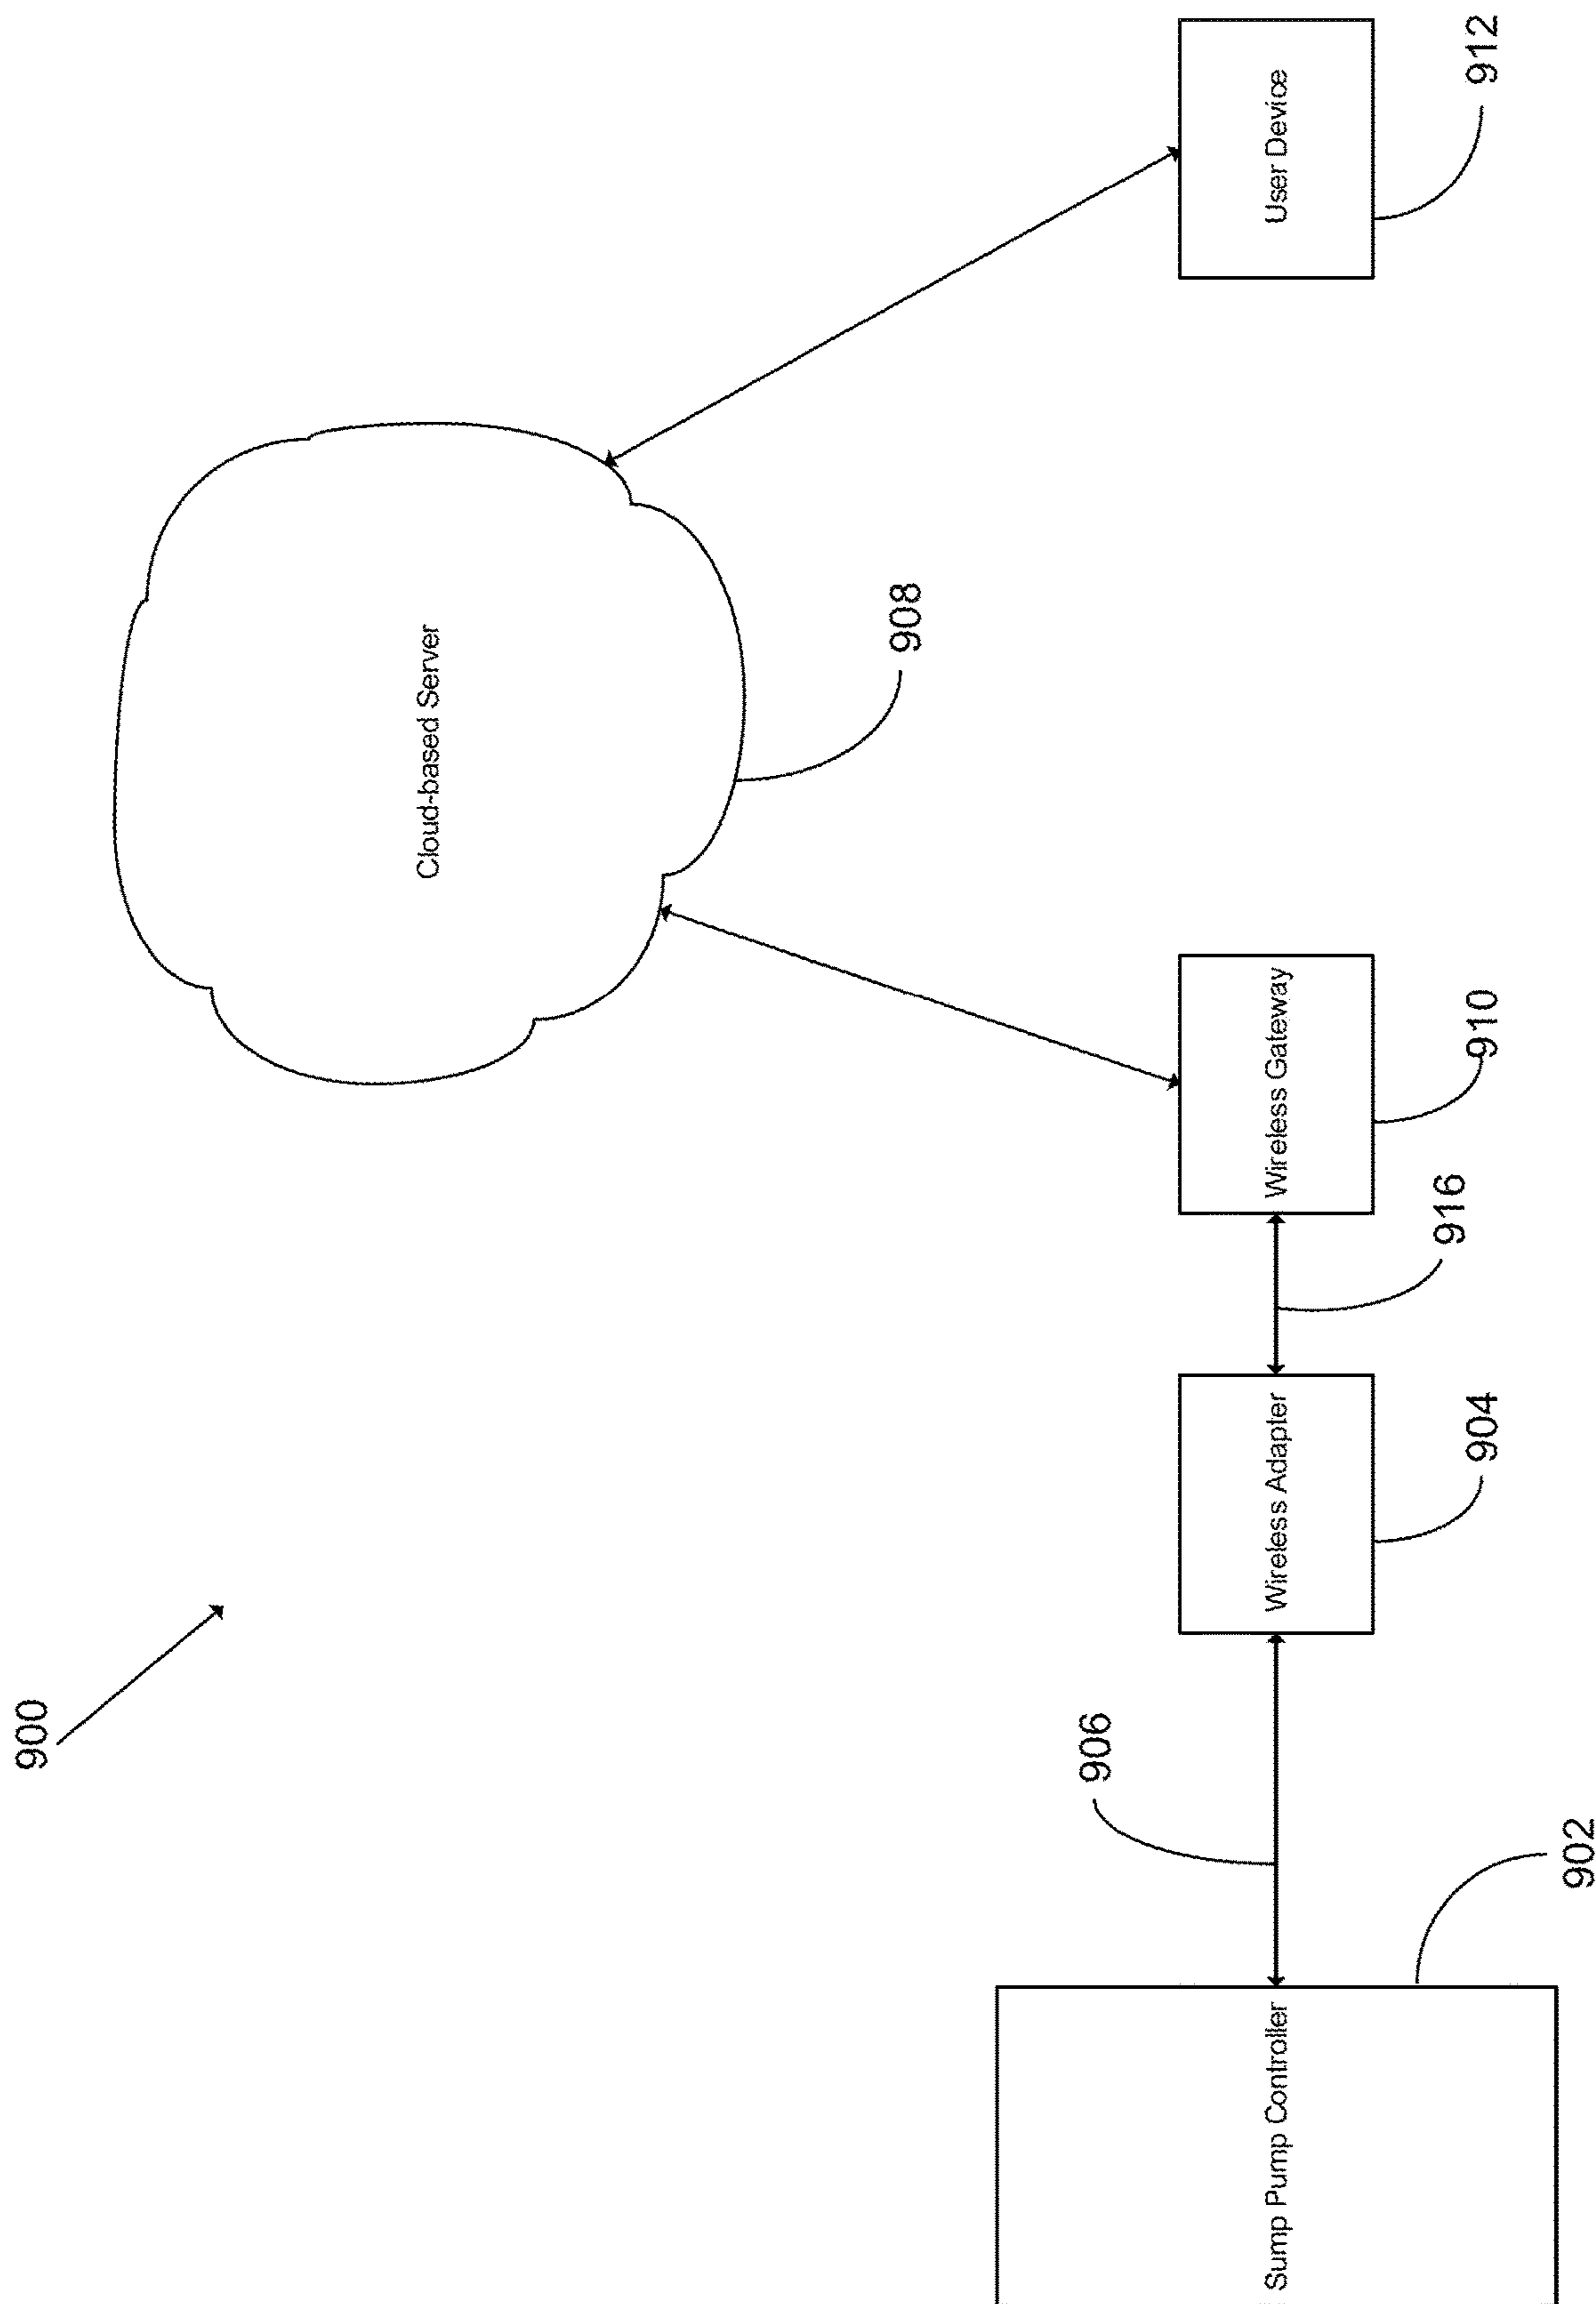 900
Cloud-based Server
908
906
Sump Pump Controller
902
Wireless Adapter
904
916
Wireless Gateway
910
User Device
912